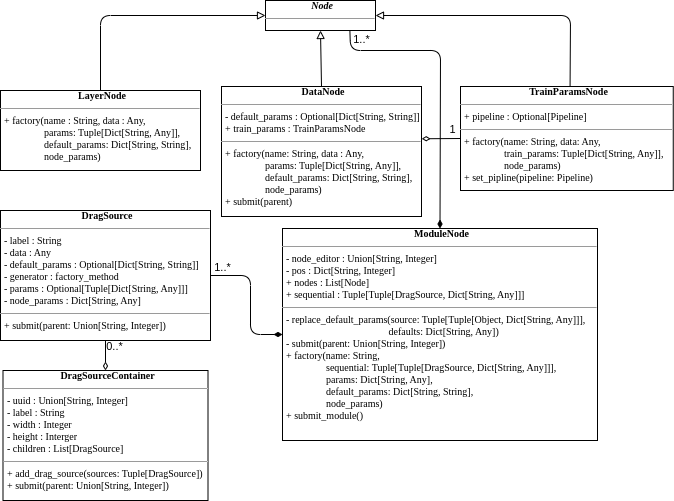 Node
1..*
LayerNode
+ factory(name : String, data : Any,
params: Tuple[Dict[String, Any]],
default_params: Dict[String, String],
node_params)
DataNode
- default_params : Optional[Dict[String, String]]
+ train_params : TrainParamsNode
+ factory(name: String, data : Any,
params: Tuple[Dict[String, Any]],
default_params: Dict[String, String],
node_params)
+ submit(parent)
1
TrainParamsNode
+ pipeline : Optional[Pipeline]
+ factory(name: String, data: Any,
train_params: Tuple[Dict[String, Any]],
node_params)
+ set_pipline(pipeline: Pipeline)
DragSource
- label : String
- data : Any
- default_params : Optional[Dict[String, String]]
- generator : factory_method
- params : Optional[Tuple[Dict[String, Any]]]
- node_params : Dict[String, Any]
+ submit(parent: Union[String, Integer])
1..*
0..*
ModuleNode
- node_editor : Union[String, Integer]
- pos : Dict[String, Integer]
+ nodes : List[Node]
+ sequential : Tuple[Tuple[DragSource, Dict[String, Any]]]
- replace_default_params(source: Tuple[Tuple[Object, Dict[String, Any]]],
defaults: Dict[String, Any])
- submit(parent: Union[String, Integer])
+ factory(name: String,
sequential: Tuple[Tuple[DragSource, Dict[String, Any]]],
params: Dict[String, Any],
default_params: Dict[String, String],
node_params)
+ submit_module()
DragSourceContainer
- uuid : Union[String, Integer]
- label : String
- width : Integer
- height : Interger
- children : List[DragSource]
+ add_drag_source(sources: Tuple[DragSource])
+ submit(parent: Union[String, Integer])